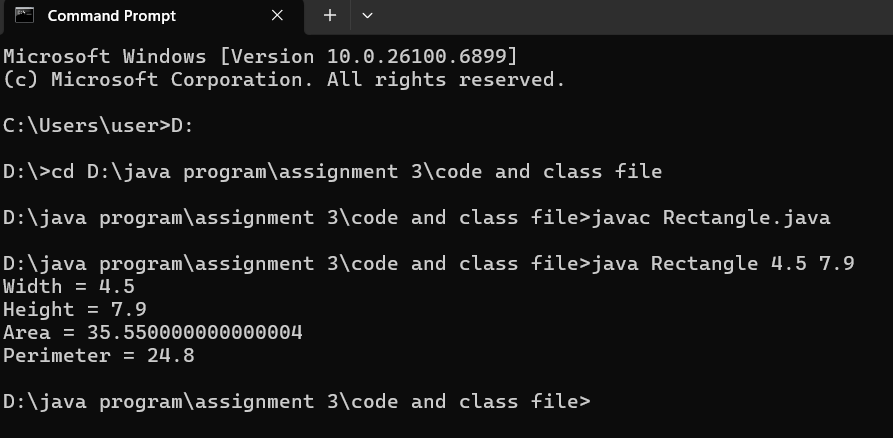 Command Prompt
Microsoft Windows [Version 10.0.26100.6899]
(c) Microsoft Corporation. All rights reserved.
C:\Users\user>D:
D:\>cd D:\java program\assignment 3\code and class file
D:\java program\assignment 3\code and class file>javac Rectangle.java
D:\java program\assignment 3\code and class file>java Rectangle 4.5 7.9
Width = 4.5
Height = 7.9
Area = 35.550000000000004
Perimeter = 24.8
D:\java program\assignment 3\code and class file>